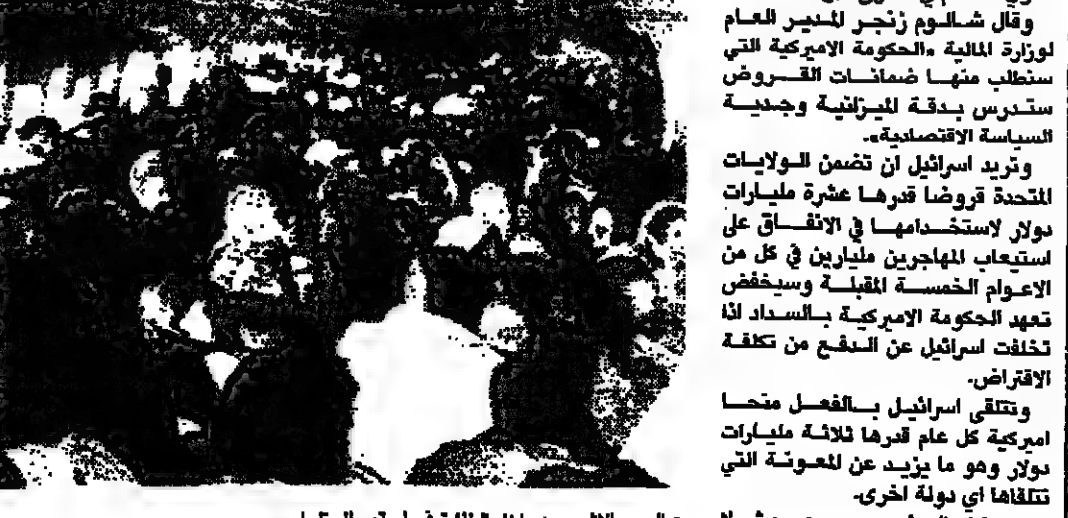 وقال شالوم زنجر المدير العام
لوزارة المالية «الحكومة الاميركية التي
سنطلب منها ضمانات القروض
ستدرس بدقة الميزانية وجدية
السياسة الاقتصادية».
وتريد اسرائيل ان تضمن الولايات
المتحدة قروضا قدرها عشرة مليارات
دولار لاستخدامها في الانفاق على
استيعاب المهاجرين مليارين في كل من
الاعوام الخمسة المقبلة وسيخفض
تعهد الحكومة الاميركية بالسداد اذا
تخلفت اسرائيل عن الدفع من تكلفة
الاقتراض.
وتتلقى اسرائيل بالفعل منحا
اميركية كل عام قدرها ثلاثة مليارات
دولار وهو ما يزيد عن المعونة التي
تتلقاها اي دولة اخرى.